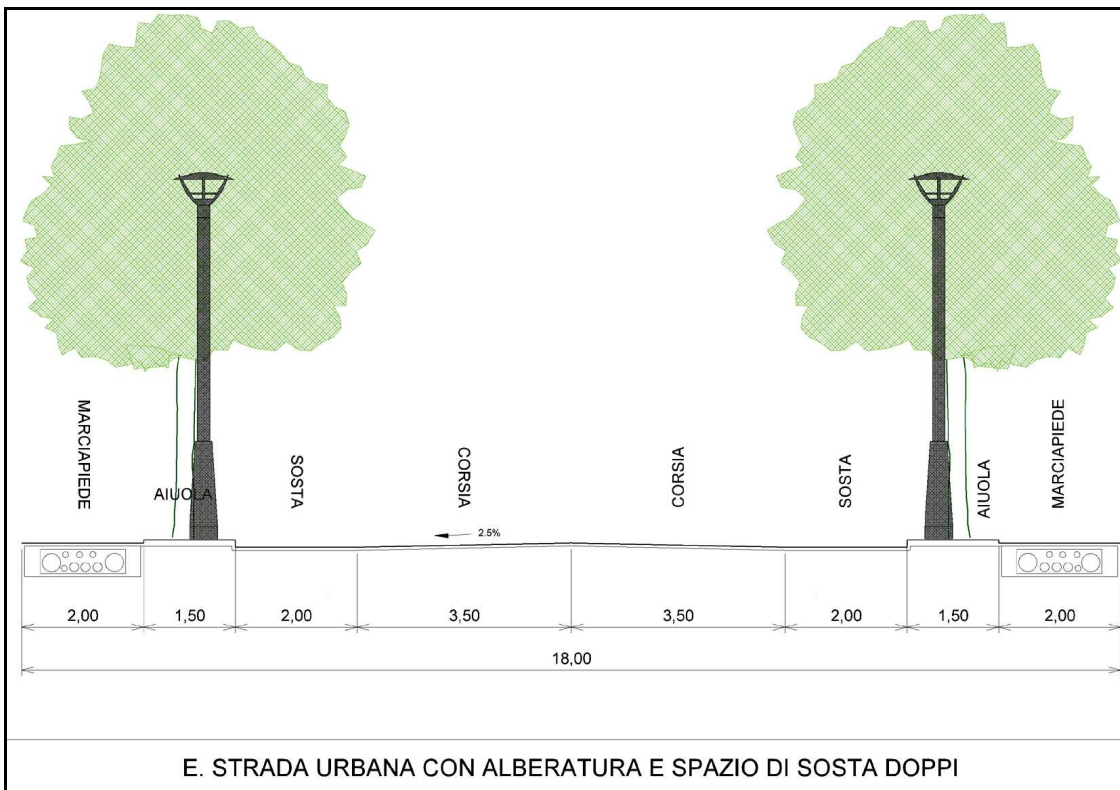 MARCIAPIEDE
AIUOLA
SOSTA
CORSIA
CORSIA
SOSTA
AIUOLA
MARCIAPIEDE
2.5%
2,00
1,50
2,00
3,50
3,50
2,00
1,50
2,00
18,00
E. STRADA URBANA CON ALBERATURA E SPAZIO DI SOSTA DOPPI